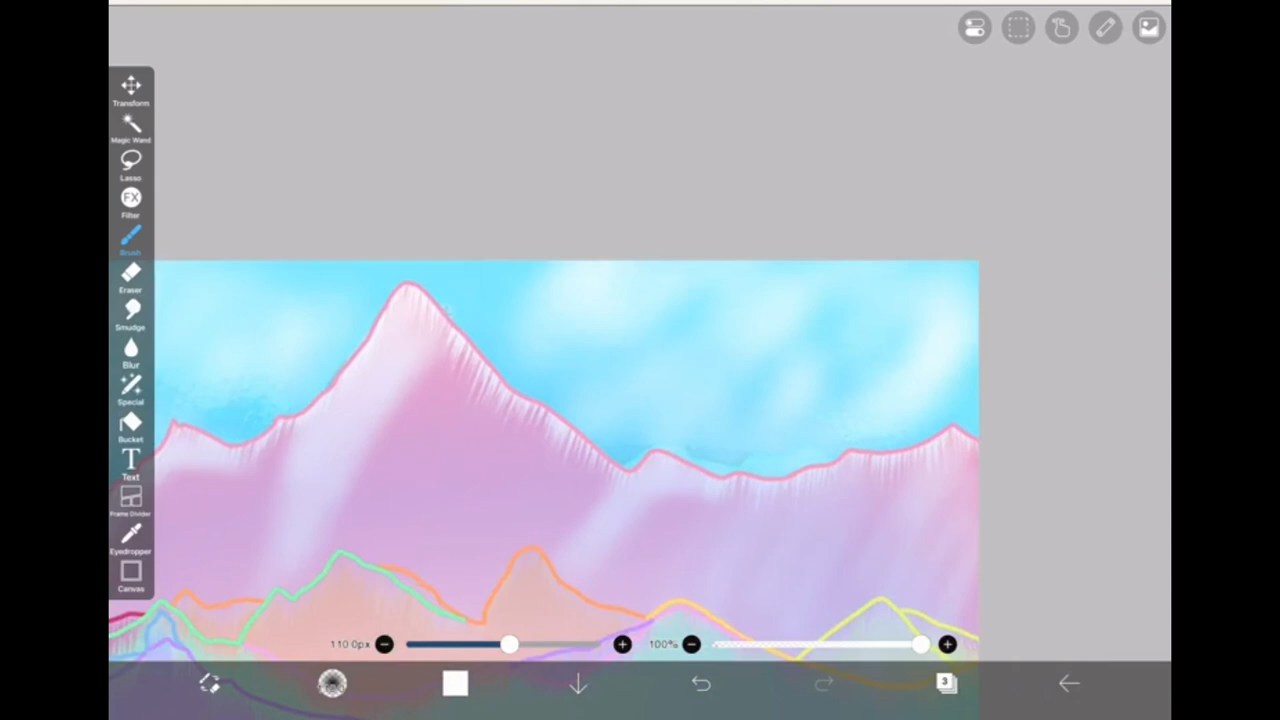 Transform
Magic Wand
Lasso
FX
Filter
Brush
Eraser
Smudge
Blur
Special
Bucket
T
Text
Frame Divider
Eyedropper
Canvas
110.0px
100%
3